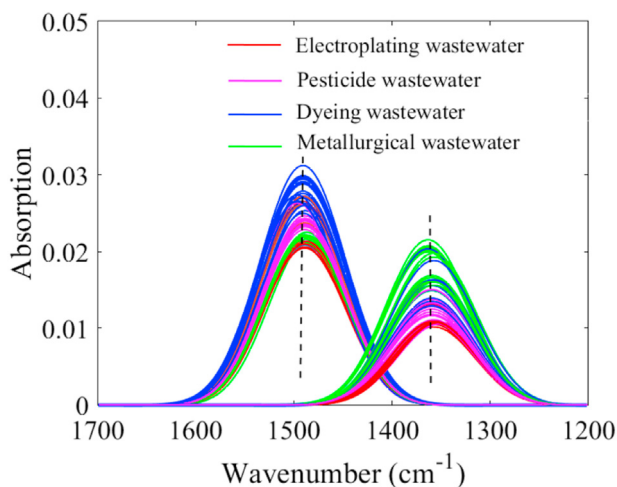 0.05
0.04
0.03
0.02
0.01
0
Absorption
Electroplating wastewater
Pesticide wastewater
Dyeing wastewater
Metallurgical wastewater
1700 1600 1500 1400 1300 1200
Wavenumber (cm⁻¹)